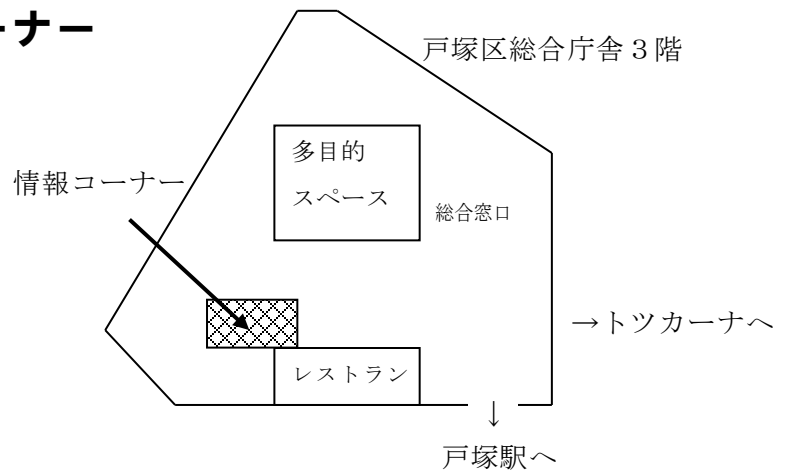 ーナー
戸塚区総合庁舎３階
多目的
スペース
情報コーナー
総合窓口
→トツカーナへ
レストラン
↓
戸塚駅へ